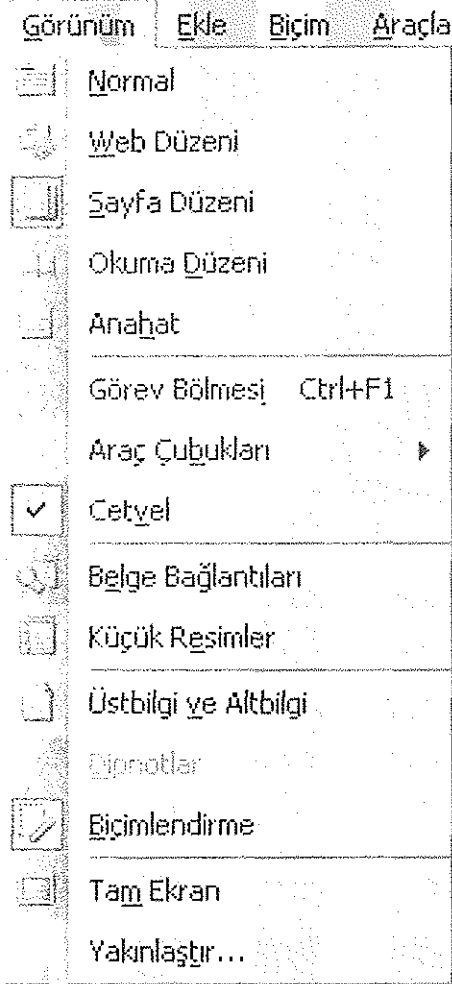 Görünüm Ekle Biçim Araçla
Normal
Web Düzeni
Sayfa Düzeni
Okuma Düzeni
Anahat
Görev Bölmesi Ctrl+F1
Araç Çubukları
Cetvel
Belge Bağlantıları
Küçük Resimler
Üstbilgi ve Altbilgi
Dipnotlar
Biçimlendirme
Tam Ekran
Yakınlaştır...